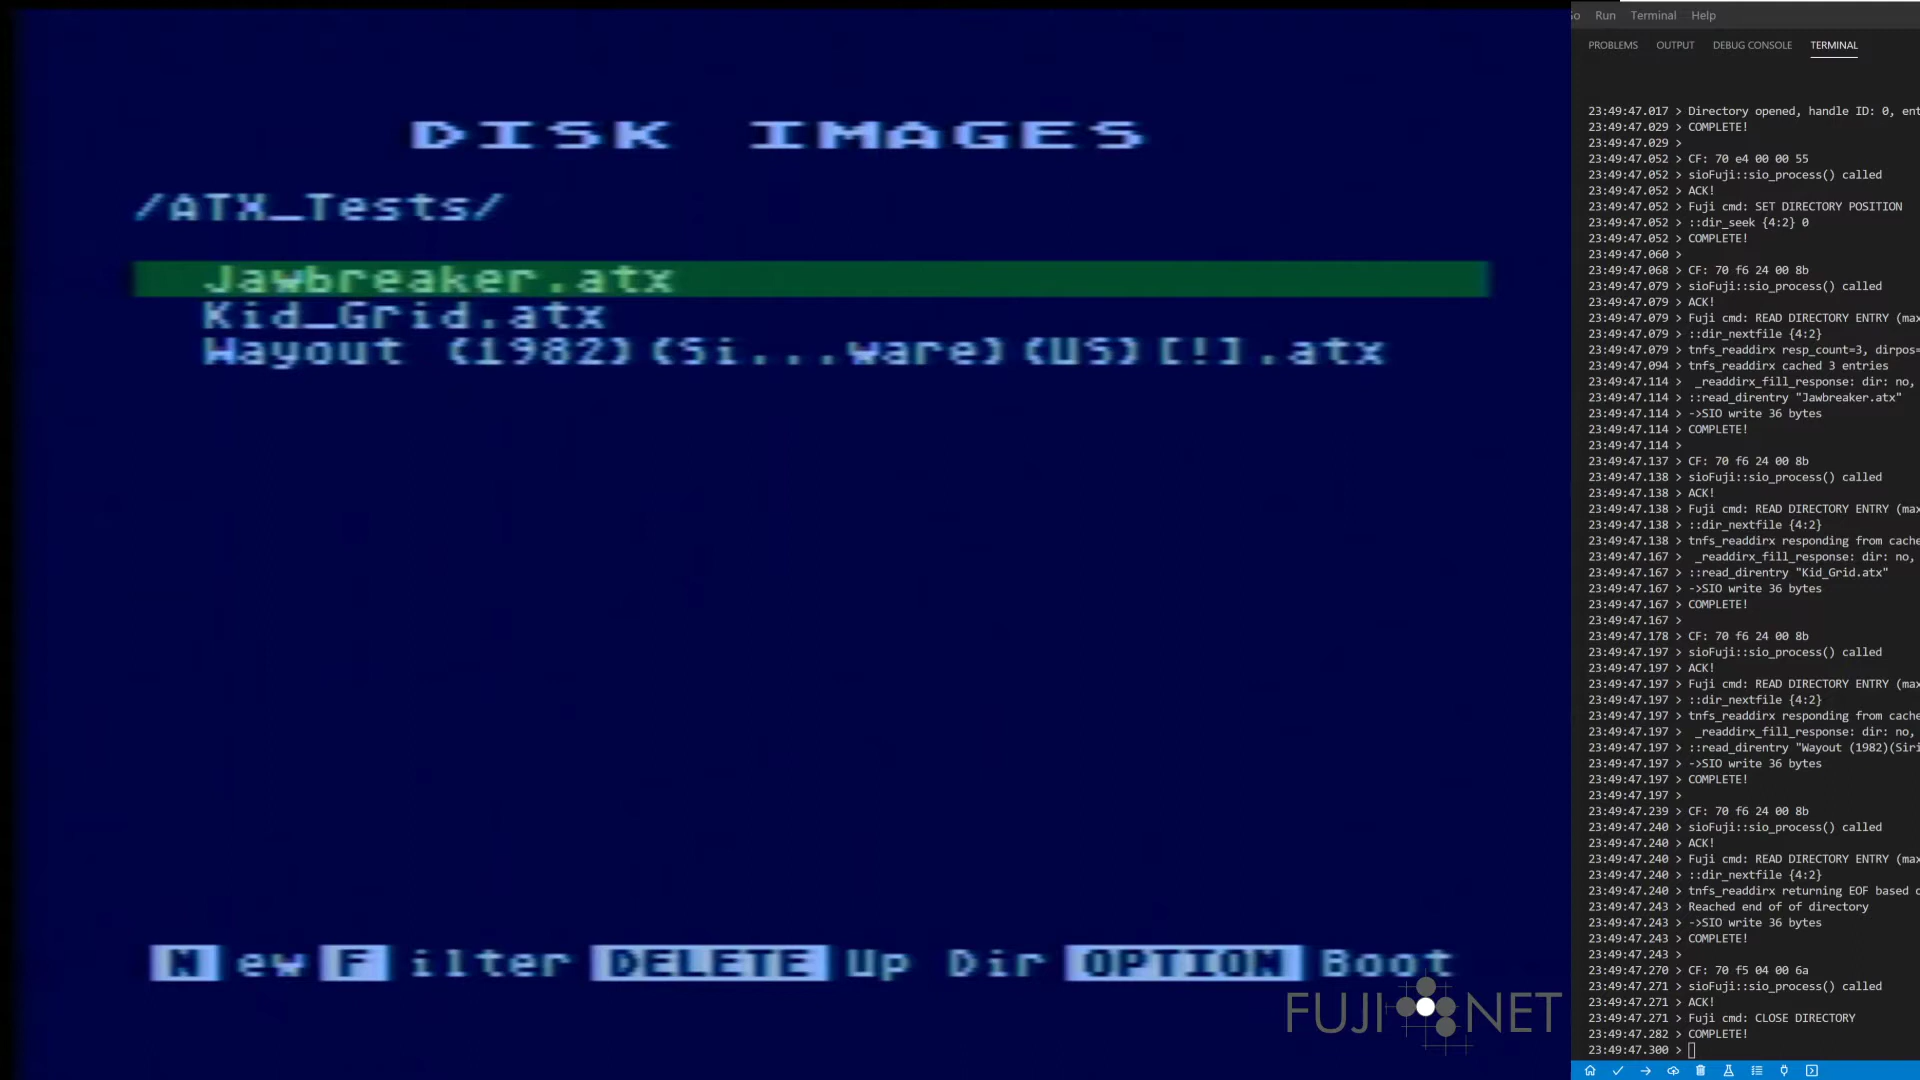 DISK IMAGES
/ATX_Tests/
Jawbreaker.atx
Kid_Grid.atx
Wayout (1982)(Si...ware)(US)[!].atx
New Filter DELETE Up Dir OPTION Boot
FUJI NET
Go Run Terminal Help
PROBLEMS OUTPUT DEBUG CONSOLE TERMINAL
23:49:47.017 > Directory opened, handle ID: 0, ent
23:49:47.029 > COMPLETE!
23:49:47.029 >
23:49:47.052 > CF: 70 e4 00 00 55
23:49:47.052 > sioFuji::sio_process() called
23:49:47.052 > ACK!
23:49:47.052 > Fuji cmd: SET DIRECTORY POSITION
23:49:47.052 > ::dir_seek {4:2} 0
23:49:47.052 > COMPLETE!
23:49:47.060 >
23:49:47.068 > CF: 70 f6 24 00 8b
23:49:47.079 > sioFuji::sio_process() called
23:49:47.079 > ACK!
23:49:47.079 > Fuji cmd: READ DIRECTORY ENTRY (max
23:49:47.079 > ::dir_nextfile {4:2}
23:49:47.079 > tnfs_readdirx resp_count=3, dirpos=
23:49:47.094 > tnfs_readdirx cached 3 entries
23:49:47.114 > _readdirx_fill_response: dir: no,
23:49:47.114 > ::read_direntry "Jawbreaker.atx"
23:49:47.114 > ->SIO write 36 bytes
23:49:47.114 > COMPLETE!
23:49:47.114 >
23:49:47.137 > CF: 70 f6 24 00 8b
23:49:47.138 > sioFuji::sio_process() called
23:49:47.138 > ACK!
23:49:47.138 > Fuji cmd: READ DIRECTORY ENTRY (max
23:49:47.138 > ::dir_nextfile {4:2}
23:49:47.138 > tnfs_readdirx responding from cache
23:49:47.167 > _readdirx_fill_response: dir: no,
23:49:47.167 > ::read_direntry "Kid_Grid.atx"
23:49:47.167 > ->SIO write 36 bytes
23:49:47.167 > COMPLETE!
23:49:47.167 >
23:49:47.178 > CF: 70 f6 24 00 8b
23:49:47.197 > sioFuji::sio_process() called
23:49:47.197 > ACK!
23:49:47.197 > Fuji cmd: READ DIRECTORY ENTRY (max
23:49:47.197 > ::dir_nextfile {4:2}
23:49:47.197 > tnfs_readdirx responding from cache
23:49:47.197 > _readdirx_fill_response: dir: no,
23:49:47.197 > ::read_direntry "Wayout (1982)(Siri
23:49:47.197 > ->SIO write 36 bytes
23:49:47.197 > COMPLETE!
23:49:47.197 >
23:49:47.239 > CF: 70 f6 24 00 8b
23:49:47.240 > sioFuji::sio_process() called
23:49:47.240 > ACK!
23:49:47.240 > Fuji cmd: READ DIRECTORY ENTRY (max
23:49:47.240 > ::dir_nextfile {4:2}
23:49:47.240 > tnfs_readdirx returning EOF based o
23:49:47.243 > Reached end of of directory
23:49:47.243 > ->SIO write 36 bytes
23:49:47.243 > COMPLETE!
23:49:47.243 >
23:49:47.270 > CF: 70 f5 04 00 6a
23:49:47.271 > sioFuji::sio_process() called
23:49:47.271 > ACK!
23:49:47.271 > Fuji cmd: CLOSE DIRECTORY
23:49:47.282 > COMPLETE!
23:49:47.300 >